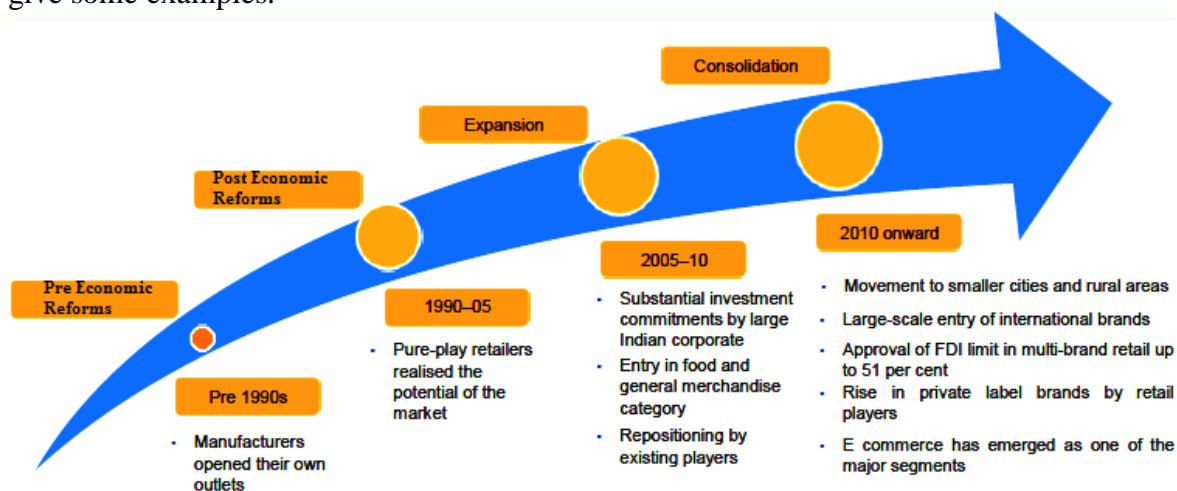 give some examples.
Consolidation
Expansion
Post Economic
Reforms
Pre Economic
Reforms
Pre 1990s
• Manufacturers
opened their own
outlets
1990–05
• Pure-play retailers
realised the
potential of the
market
2005–10
• Substantial investment
commitments by large
Indian corporate
• Entry in food and
general merchandise
category
• Repositioning by
existing players
2010 onward
• Movement to smaller cities and rural areas
• Large-scale entry of international brands
• Approval of FDI limit in multi-brand retail up
to 51 per cent
• Rise in private label brands by retail
players
• E commerce has emerged as one of the
major segments